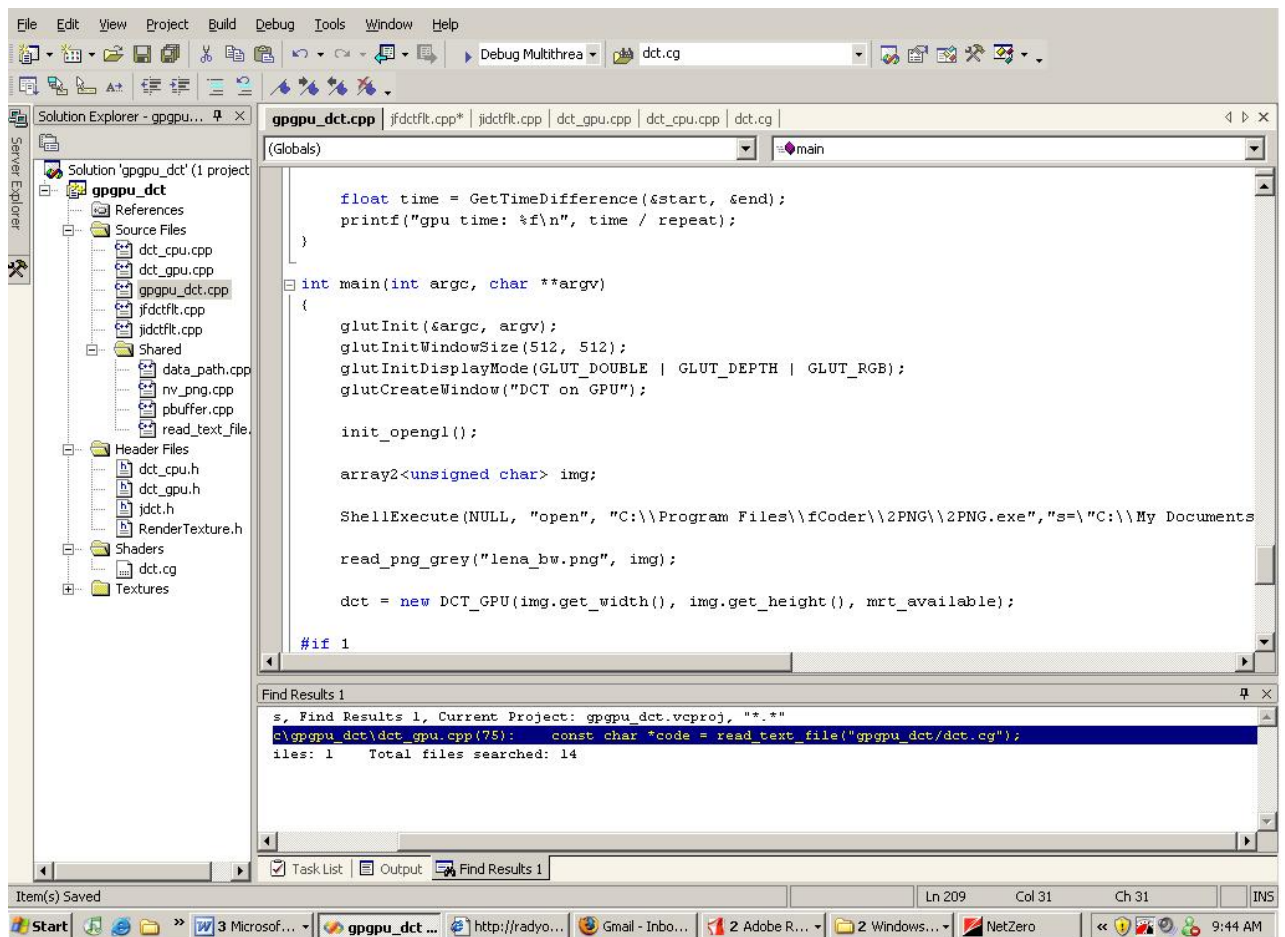 File Edit View Project Build Debug Tools Window Help
Debug Multithrea dct.cg
Solution Explorer - gpgpu...
Server Explorer
Solution 'gpgpu_dct' (1 project
gpgpu_dct
References
Source Files
dct_cpu.cpp
dct_gpu.cpp
gpgpu_dct.cpp
jfdctflt.cpp
jidctflt.cpp
Shared
data_path.cpp
nv_png.cpp
pbuffer.cpp
read_text_file.
Header Files
dct_cpu.h
dct_gpu.h
jdct.h
RenderTexture.h
Shaders
dct.cg
Textures
gpgpu_dct.cpp jfdctflt.cpp* jidctflt.cpp dct_gpu.cpp dct_cpu.cpp dct.cg
(Globals) main
float time = GetTimeDifference(&start, &end);
printf("gpu time: %f\n", time / repeat);
}
int main(int argc, char **argv)
{
glutInit(&argc, argv);
glutInitWindowSize(512, 512);
glutInitDisplayMode(GLUT_DOUBLE | GLUT_DEPTH | GLUT_RGB);
glutCreateWindow("DCT on GPU");
init_opengl();
array2<unsigned char> img;
ShellExecute(NULL, "open", "C:\\Program Files\\fCoder\\2PNG\\2PNG.exe","s=\"C:\\My Documents
read_png_grey("lena_bw.png", img);
dct = new DCT_GPU(img.get_width(), img.get_height(), mrt_available);
#if 1
Find Results 1
s, Find Results 1, Current Project: gpgpu_dct.vcproj, "*.*"
c\gpgpu_dct\dct_gpu.cpp(75): const char *code = read_text_file("gpgpu_dct/dct.cg");
iles: 1 Total files searched: 14
Task List Output Find Results 1
Item(s) Saved Ln 209 Col 31 Ch 31 INS
Start » 3 Microsof... gpgpu_dct ... http://radyo... Gmail - Inbo... 2 Adobe R... 2 Windows... NetZero « 9:44 AM